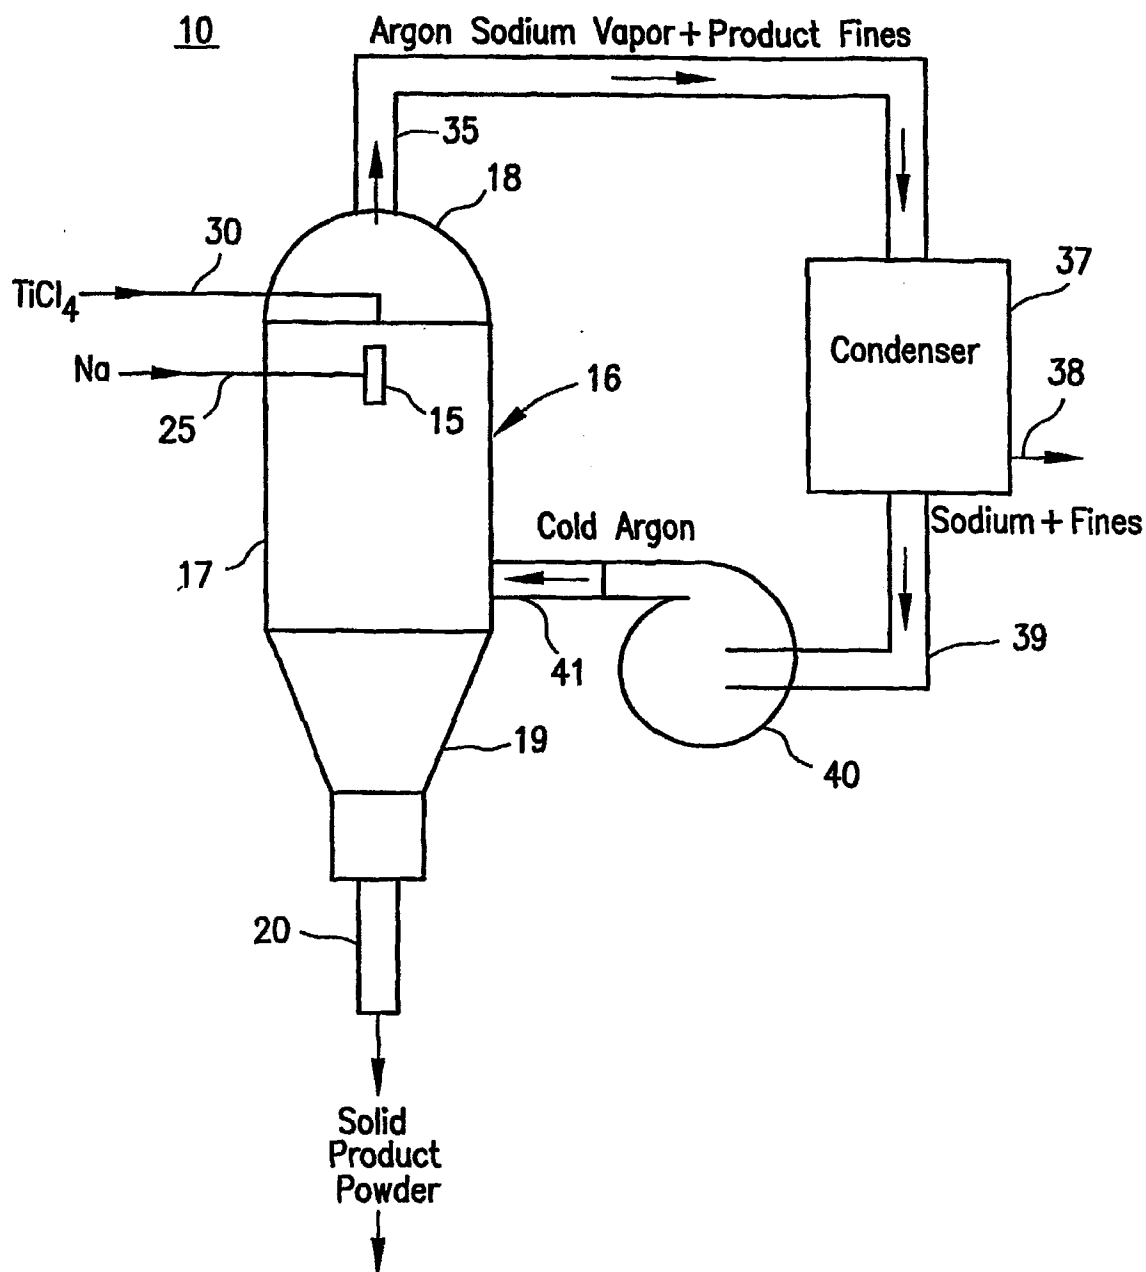 10
Argon Sodium Vapor+Product Fines
35
18
30
TiCl4
37
Condenser
Na
16
38
25
15
Sodium+Fines
Cold Argon
17
41
39
19
40
20
Solid
Product
Powder